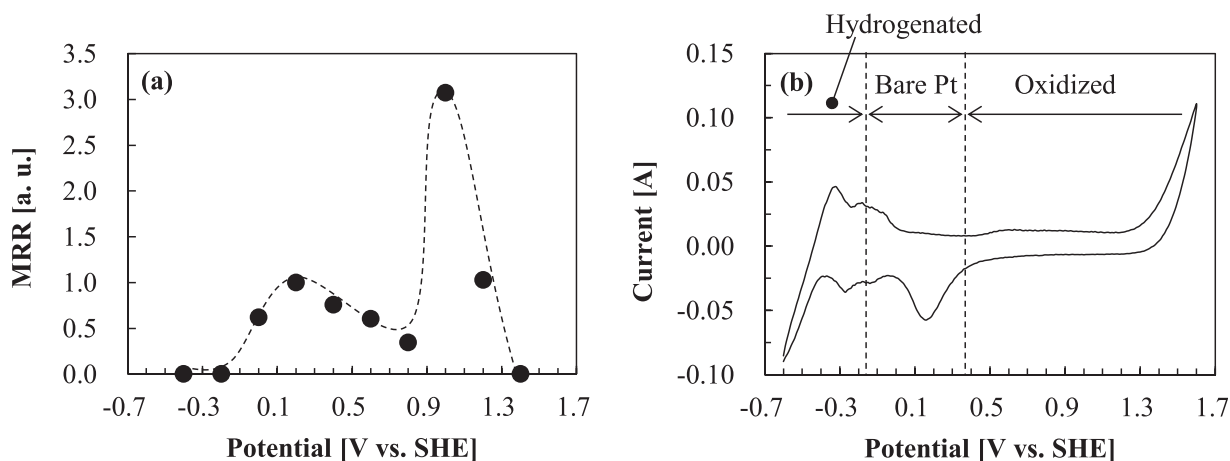 (a)
MRR [a. u.]
3.5
3.0
2.5
2.0
1.5
1.0
0.5
0.0
-0.7 -0.3 0.1 0.5 0.9 1.3 1.7
Potential [V vs. SHE]
Hydrogenated
(b)
Bare Pt
Oxidized
Current [A]
0.15
0.10
0.05
0.00
-0.05
-0.10
-0.7 -0.3 0.1 0.5 0.9 1.3 1.7
Potential [V vs. SHE]